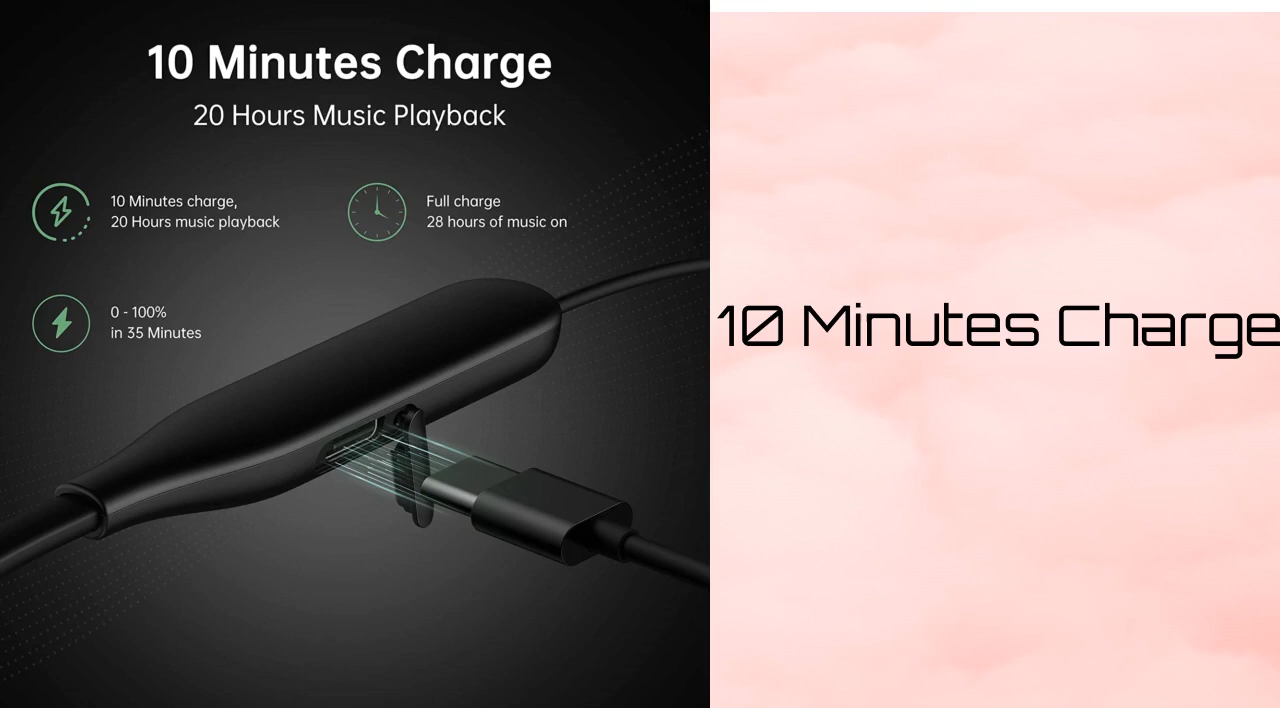 10 Minutes Charge
20 Hours Music Playback
10 Minutes charge,
20 Hours music playback
Full charge
28 hours of music on
0 - 100%
in 35 Minutes
10 Minutes Charge